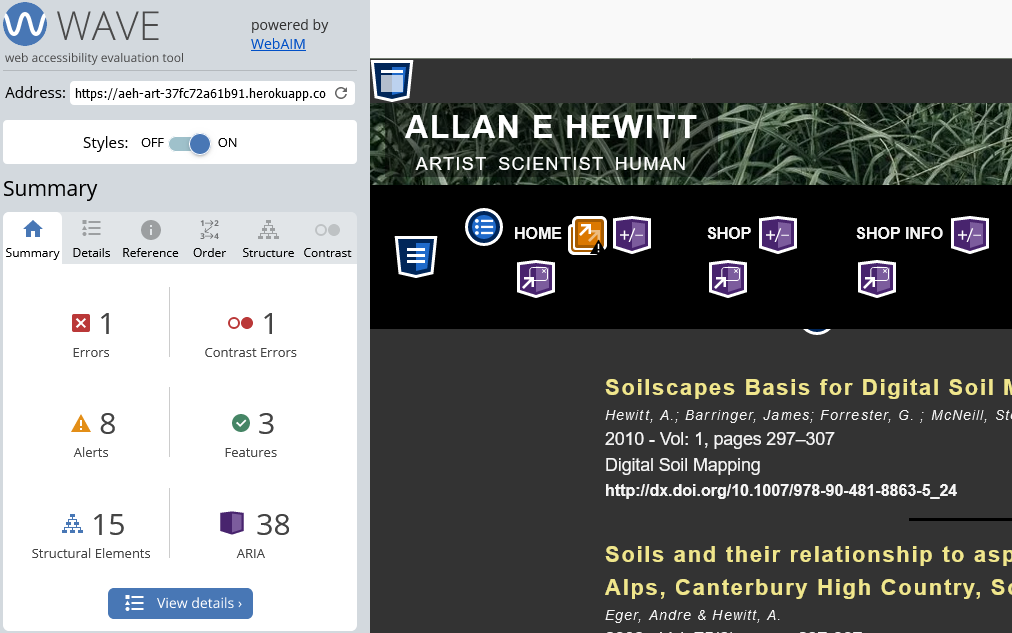 WAVE
web accessibility evaluation tool
powered by
WebAIM
Address: https://aeh-art-37fc72a61b91.herokuapp.co
Styles: OFF ON
Summary
Summary Details Reference Order Structure Contrast
1 1
Errors Contrast Errors
8 3
Alerts Features
15 38
Structural Elements ARIA
View details ›
ALLAN E HEWITT
ARTIST SCIENTIST HUMAN
HOME +/− SHOP +/− SHOP INFO +/−
Soilscapes Basis for Digital Soil
Hewitt, A.; Barringer, James; Forrester, G. ; McNeill,
2010 - Vol: 1, pages 297–307
Digital Soil Mapping
http://dx.doi.org/10.1007/978-90-481-8863-5_24
Soils and their relationship to
Alps, Canterbury High Country,
Eger, Andre & Hewitt, A.